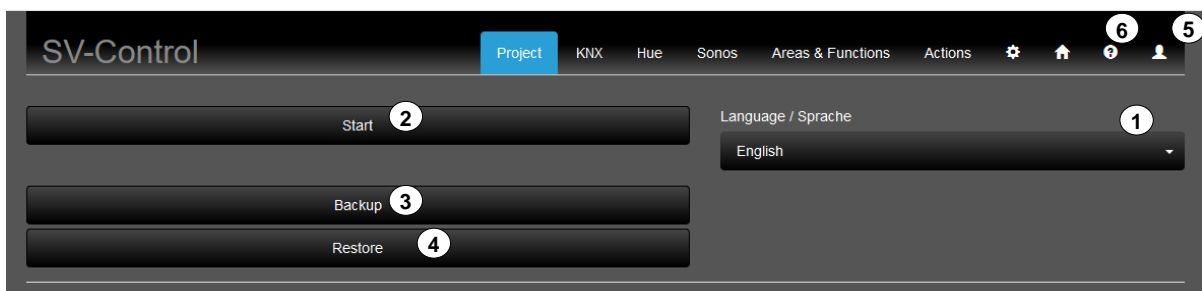 6 5
SV-Control Project KNX Hue Sonos Areas & Functions Actions ?
Language / Sprache 1
Start 2
English
Backup 3
Restore 4